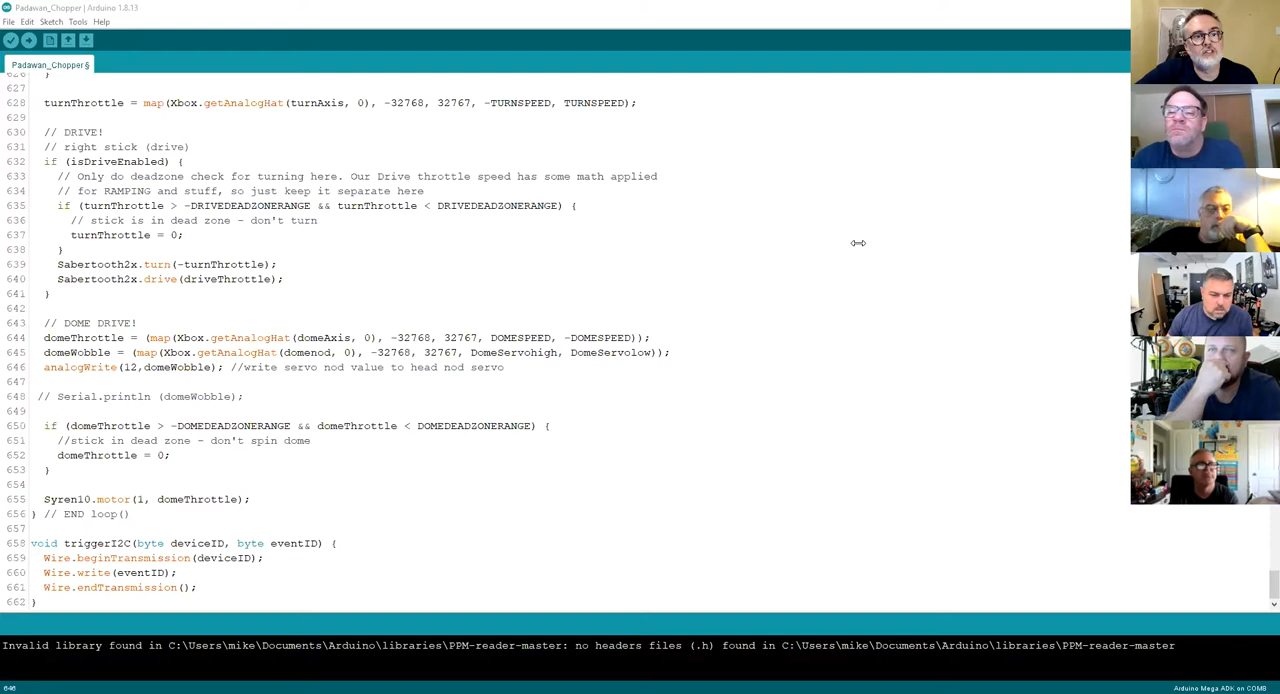 Padawan_Chopper | Arduino 1.8.13
File Edit Sketch Tools Help
Padawan_Chopper §
626 }
627
628 turnThrottle = map(Xbox.getAnalogHat(turnAxis, 0), -32768, 32767, -TURNSPEED, TURNSPEED);
629
630 // DRIVE!
631 // right stick (drive)
632 if (isDriveEnabled) {
633 // Only do deadzone check for turning here. Our Drive throttle speed has some math applied
634 // for RAMPING and stuff, so just keep it separate here
635 if (turnThrottle > -DRIVEDEADZONERANGE && turnThrottle < DRIVEDEADZONERANGE) {
636 // stick is in dead zone - don't turn
637 turnThrottle = 0;
638 }
639 Sabertooth2x.turn(-turnThrottle);
640 Sabertooth2x.drive(driveThrottle);
641 }
642
643 // DOME DRIVE!
644 domeThrottle = (map(Xbox.getAnalogHat(domeAxis, 0), -32768, 32767, DOMESPEED, -DOMESPEED));
645 domeWobble = (map(Xbox.getAnalogHat(domenod, 0), -32768, 32767, DomeServohigh, DomeServolow));
646 analogWrite(12,domeWobble); //write servo nod value to head nod servo
647
648 // Serial.println (domeWobble);
649
650 if (domeThrottle > -DOMEDEADZONERANGE && domeThrottle < DOMEDEADZONERANGE) {
651 //stick in dead zone - don't spin dome
652 domeThrottle = 0;
653 }
654
655 Syren10.motor(1, domeThrottle);
656 } // END loop()
657
658 void triggerI2C(byte deviceID, byte eventID) {
659 Wire.beginTransmission(deviceID);
660 Wire.write(eventID);
661 Wire.endTransmission();
662 }
Invalid library found in C:\Users\mike\Documents\Arduino\libraries\PPM-reader-master: no headers files (.h) found in C:\Users\mike\Documents\Arduino\libraries\PPM-reader-master
646 Arduino Mega ADK on COM8